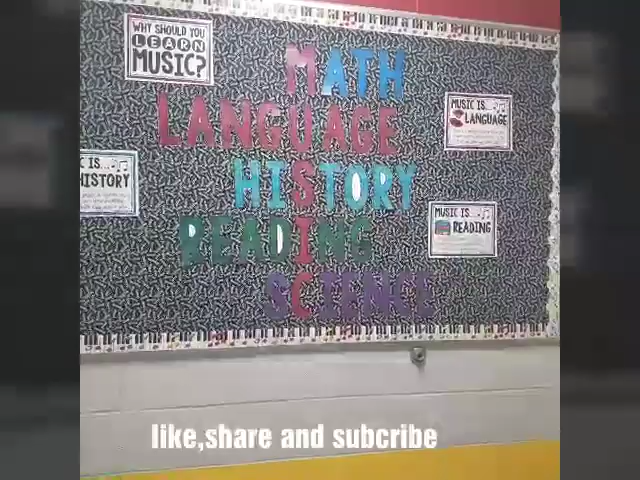 WHY SHOULD YOU
LEARN
MUSIC?
MATH
LANGUAGE
HISTORY
READING
SCIENCE
MUSIC IS...
LANGUAGE
C IS...
HISTORY
MUSIC IS...
READING
like,share and subcribe